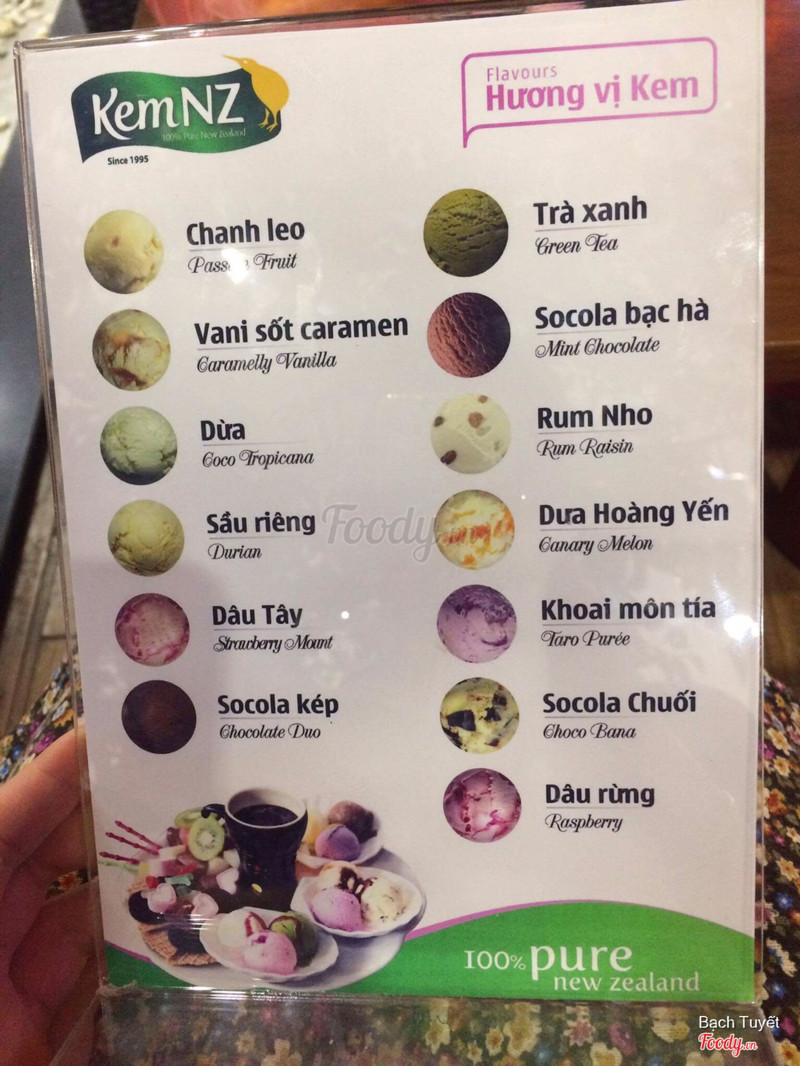 KemNZ
100% Pure New Zealand
Since 1995
Flavours
Hương vị Kem
Chanh leo
Fruit
Vani sốt caramen
Caramelly Vanilla
Dừa
Coco Tropicana
Sầu riêng
Durian
Dâu Tây
Strawberry Mount
Socola kép
Chocolate Duo
Trà xanh
Green Tea
Socola bạc hà
Mint Chocolate
Rum Nho
Rum Raisin
Dưa Hoàng Yến
Canary Melon
Khoai môn tía
Taro Purée
Socola Chuối
Choco Bana
Dâu rừng
Raspberry
Foody.vn
100% pure
new zealand
Bạch Tuyết
Foody.vn